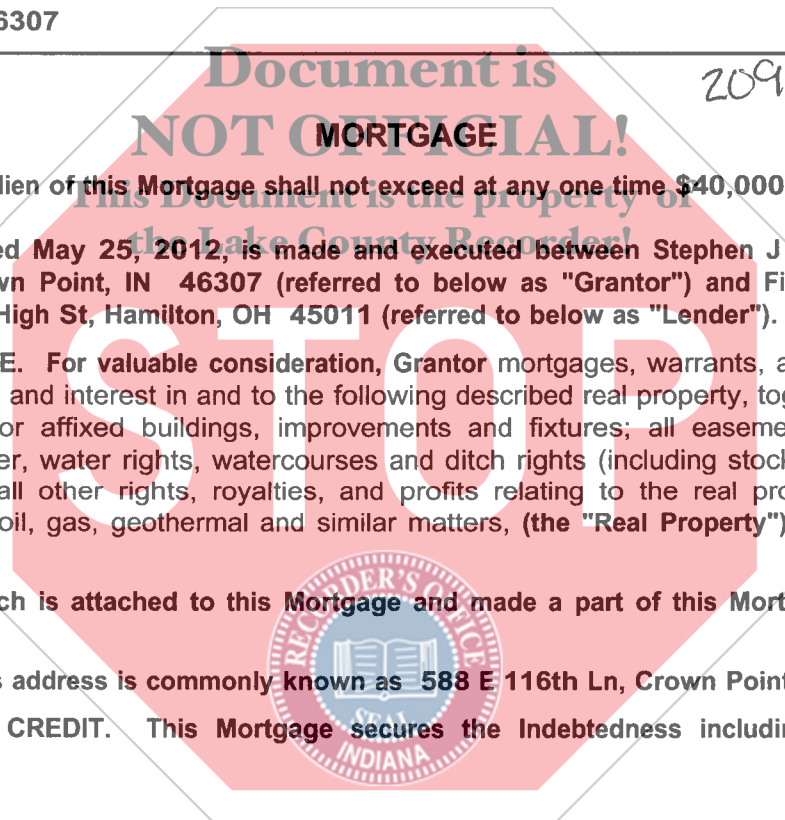 6307
Document is
209
NOT OFFICIAL!
MORTGAGE
lien of this Mortgage shall not exceed at any one time $40,000
This Document is the property of
the Lake County Recorder!
ed May 25, 2012, is made and executed between Stephen J
wn Point, IN 46307 (referred to below as "Grantor") and Fi
High St, Hamilton, OH 45011 (referred to below as "Lender").
STOP
E. For valuable consideration, Grantor mortgages, warrants, a
and interest in and to the following described real property, tog
or affixed buildings, improvements and fixtures; all easeme
er, water rights, watercourses and ditch rights (including stock
all other rights, royalties, and profits relating to the real pro
oil, gas, geothermal and similar matters, (the "Real Property")
RECORDER'S OFFICE
ch is attached to this Mortgage and made a part of this Mort
s address is commonly known as 588 E 116th Ln, Crown Point
CREDIT. This Mortgage secures the Indebtedness includi
SEAL
INDIANA